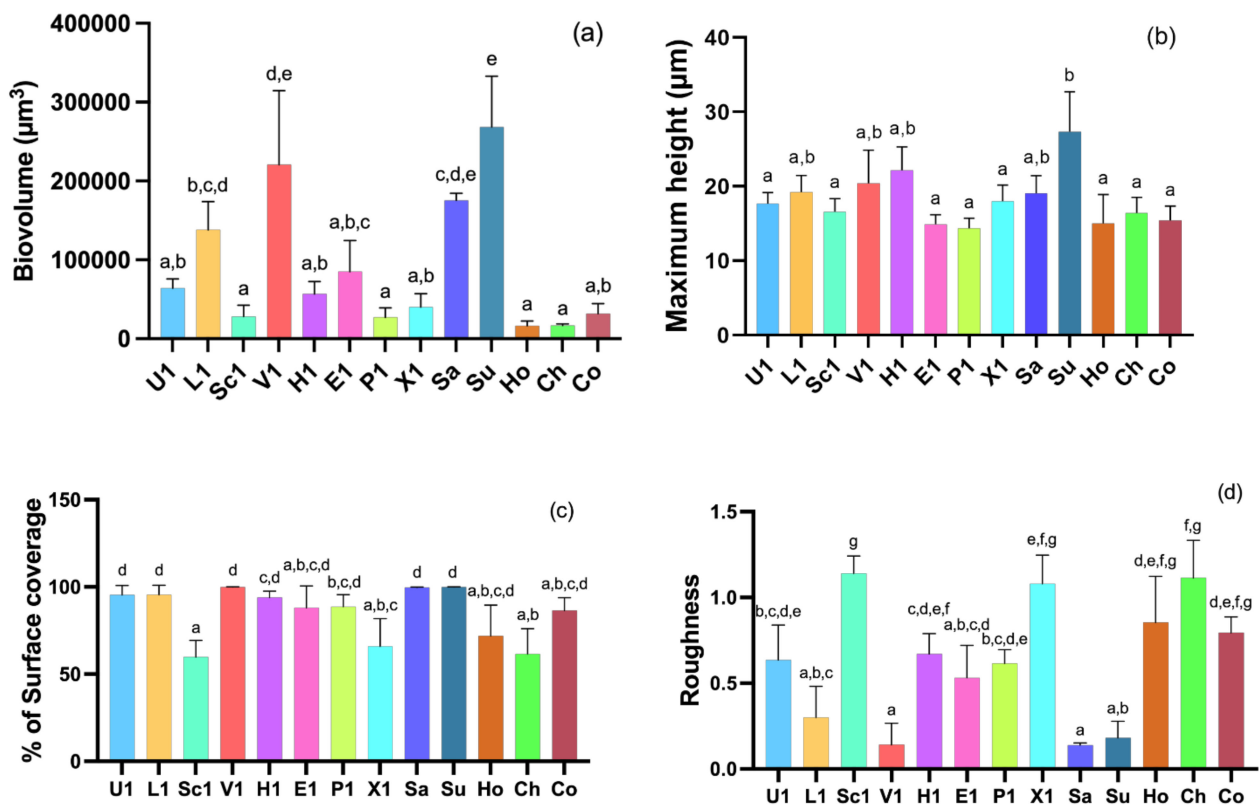 (a)
Biovolume (µm³)
400000
300000
200000
100000
0
a,b
b,c,d
a
d,e
a,b
a,b,c
a
a,b
c,d,e
e
a
a
a,b
U1 L1 Sc1 V1 H1 E1 P1 X1 Sa Su Ho Ch Co
(b)
Maximum height (µm)
40
30
20
10
0
a
a,b
a
a,b
a,b
a
a
a
a,b
b
a
a
a
U1 L1 Sc1 V1 H1 E1 P1 X1 Sa Su Ho Ch Co
(c)
% of Surface coverage
150
100
50
0
d
d
a
d
c,d
a,b,c,d
b,c,d
a,b,c
d
d
a,b,c,d
a,b
a,b,c,d
U1 L1 Sc1 V1 H1 E1 P1 X1 Sa Su Ho Ch Co
(d)
Roughness
1.5
1.0
0.5
0.0
b,c,d,e
a,b,c
g
a
c,d,e,f
a,b,c,d
b,c,d,e
e,f,g
a
a,b
d,e,f,g
f,g
d,e,f,g
U1 L1 Sc1 V1 H1 E1 P1 X1 Sa Su Ho Ch Co